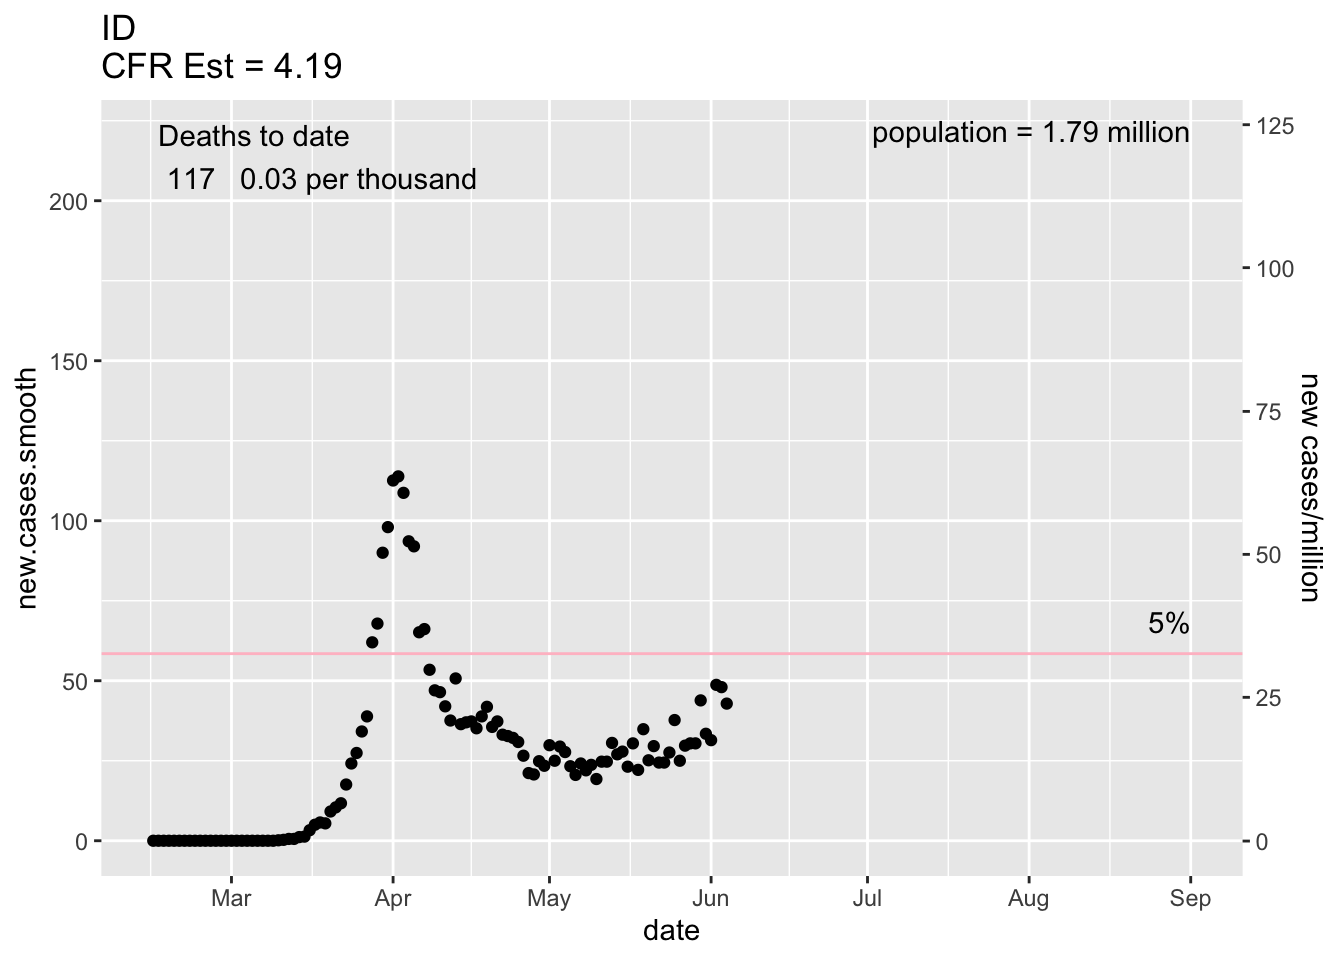 ID
CFR Est = 4.19
Deaths to date
117 0.03 per thousand
population = 1.79 million
5%
new.cases.smooth
200
150
100
50
0
125
100
75
50
25
0
new cases/million
Mar Apr May Jun Jul Aug Sep
date